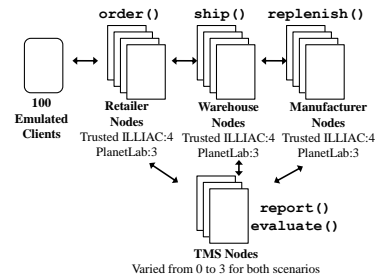 order() ship() replenish()
100
Emulated
Clients
Retailer
Nodes
Trusted ILLIAC:4
PlanetLab:3
Warehouse
Nodes
Trusted ILLIAC:4
PlanetLab:3
Manufacturer
Nodes
Trusted ILLIAC:4
PlanetLab:3
report()
evaluate()
TMS Nodes
Varied from 0 to 3 for both scenarios